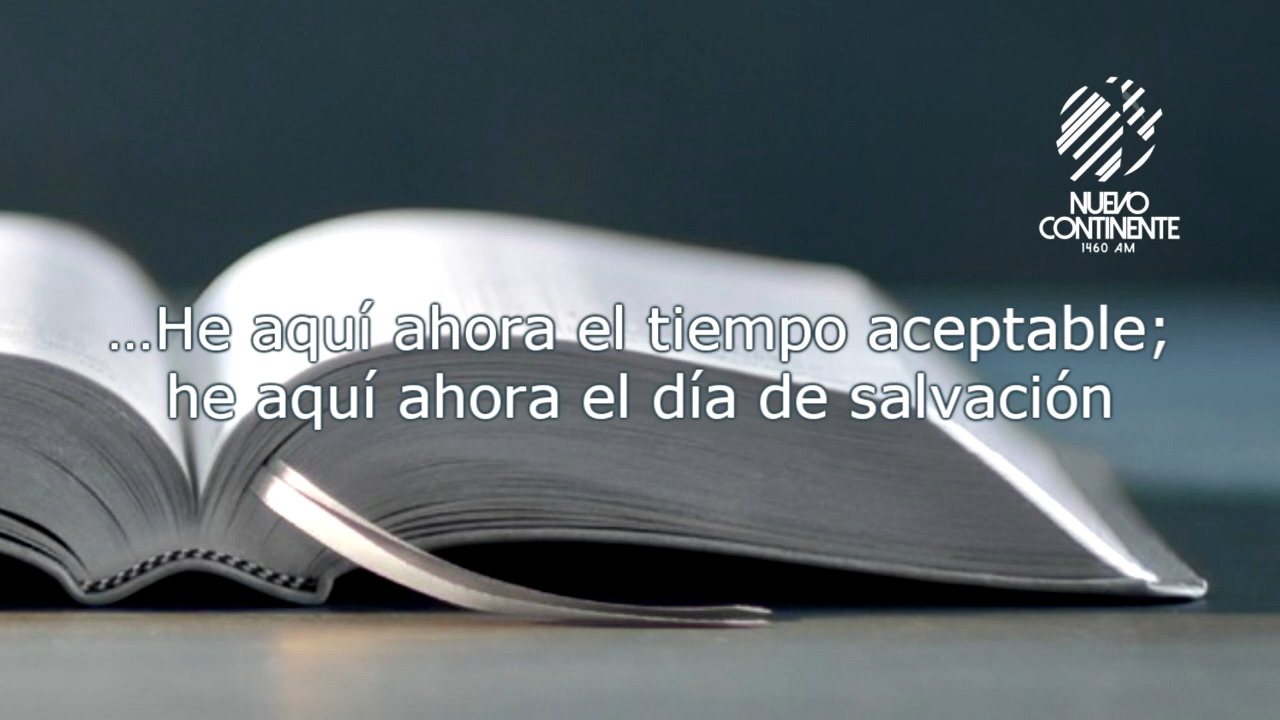 NUEVO
CONTINENTE
1460 AM
...He aquí ahora el tiempo aceptable;
he aquí ahora el día de salvación